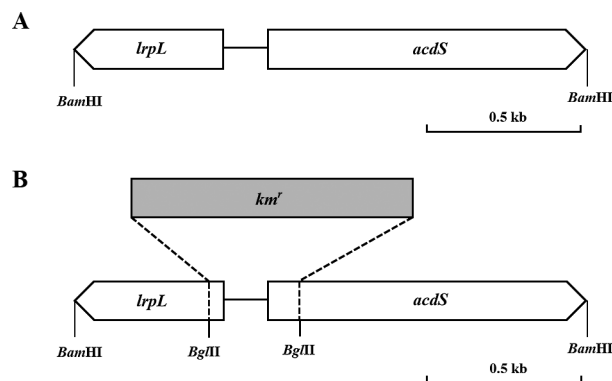 A
lrpL acdS
BamHI BamHI
0.5 kb
B
kmr
lrpL acdS
BamHI BglII BglII BamHI
0.5 kb